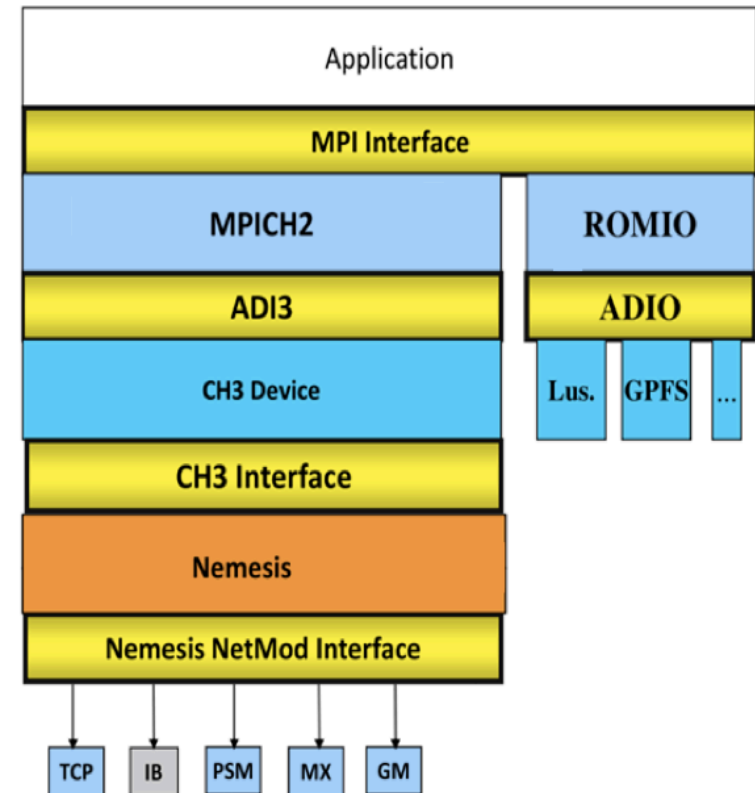 Application
MPI Interface
MPICH2
ROMIO
ADI3
ADIO
CH3 Device
Lus.
GPFS
...
CH3 Interface
Nemesis
Nemesis NetMod Interface
TCP
IB
PSM
MX
GM